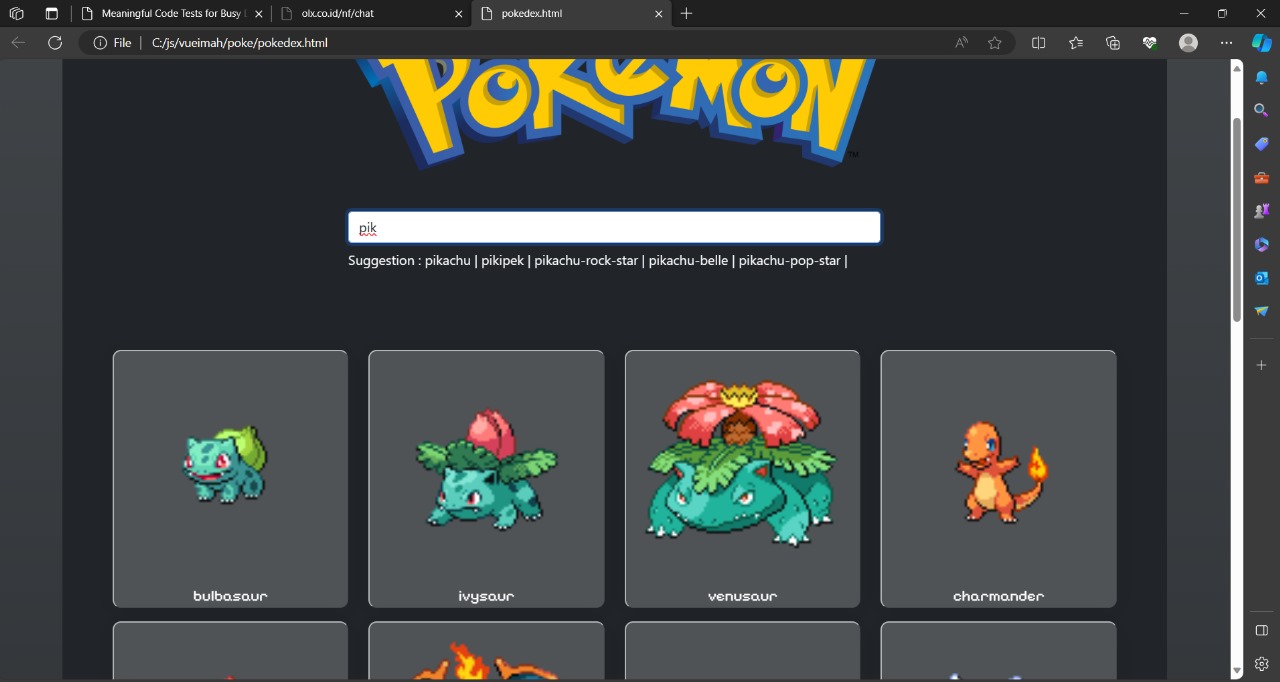 Meaningful Code Tests for Busy
olx.co.id/nf/chat
pokedex.html
File
C:/js/vueimah/poke/pokedex.html
POKÉMON
TM
pik
Suggestion : pikachu | pikipek | pikachu-rock-star | pikachu-belle | pikachu-pop-star |
bulbasaur
ivysaur
venusaur
charmander